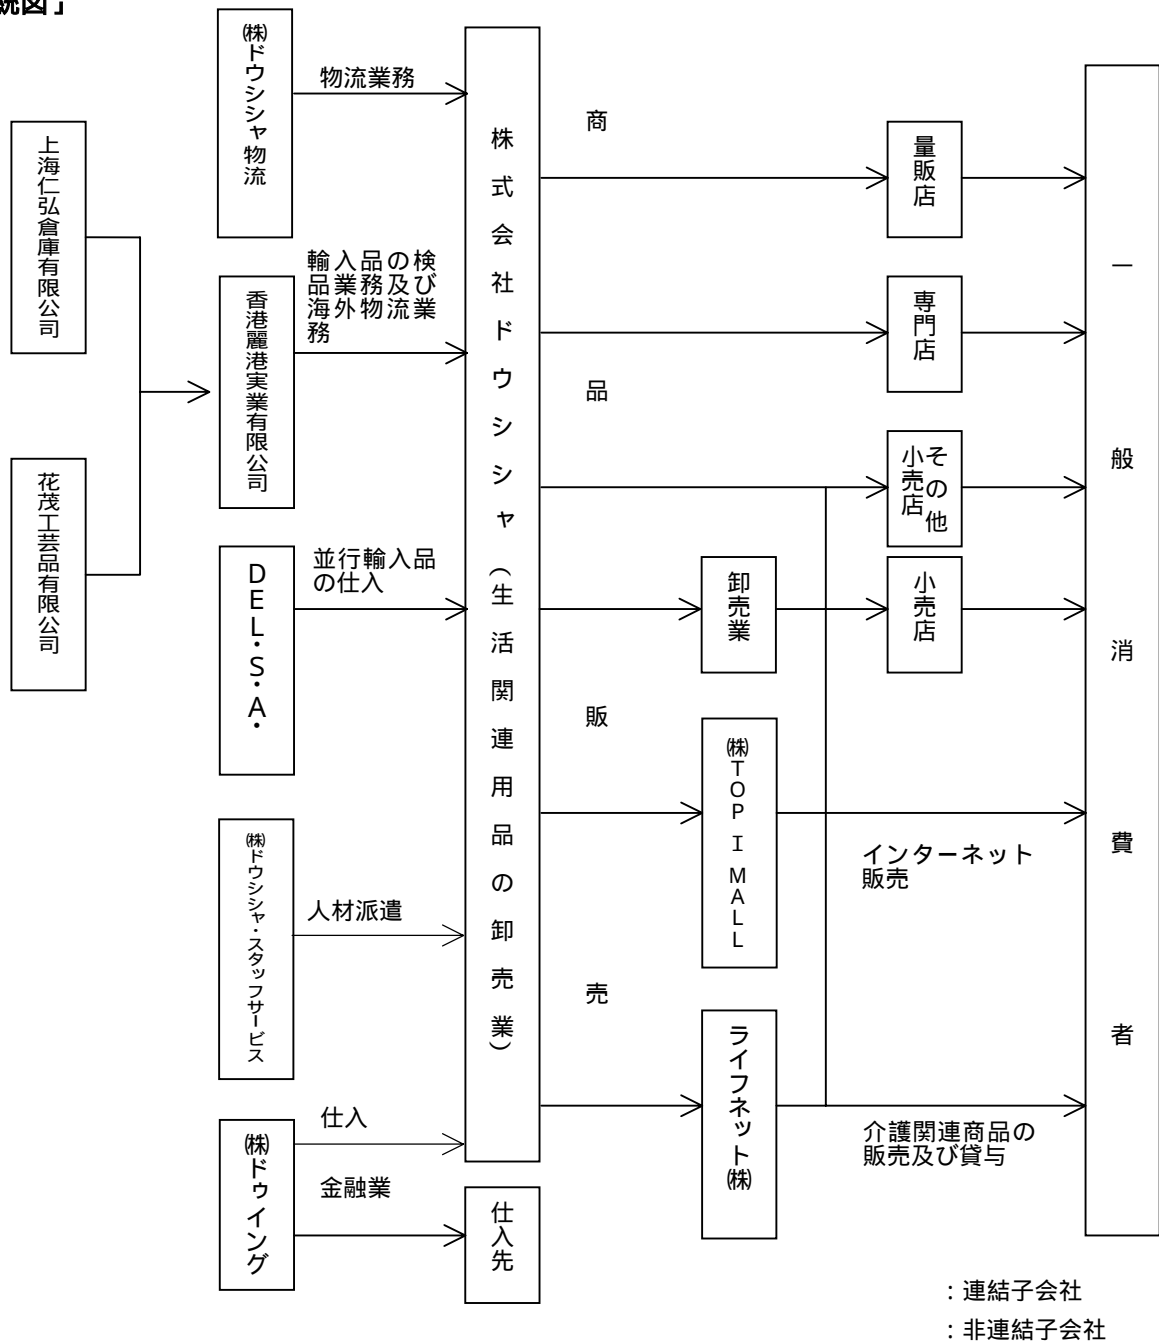 統図」
㈱ドウシシャ物流
物流業務
上海仁弘倉庫有限公司
香港麗港実業有限公司
輸入品の検
品業務及び
海外物流業
務
花茂工芸品有限公司
DEL・S・A・
並行輸入品
の仕入
㈱ドウシシャ・スタッフサービス
人材派遣
㈱ドゥイング
仕入
金融業
仕入先
株式会社ドウシシャ（生活関連用品の卸売業）
商品販売
量販店
専門店
その他
小売店
卸売業
小売店
㈱TOP I MALL
インターネット
販売
ライフネット㈱
介護関連商品の
販売及び貸与
一般消費者
：連結子会社
：非連結子会社